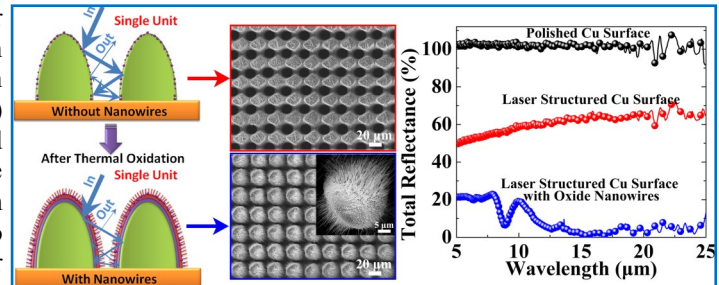 In
Single Unit
Out
Without Nanowires
After Thermal Oxidation
In
Single Unit
Out
With Nanowires
20 μm
5 μm
20 μm
Total Reflectance (%)
100
80
60
40
20
0
Polished Cu Surface
Laser Structured Cu Surface
Laser Structured Cu Surface
with Oxide Nanowires
5
10
15
20
25
Wavelength (μm)